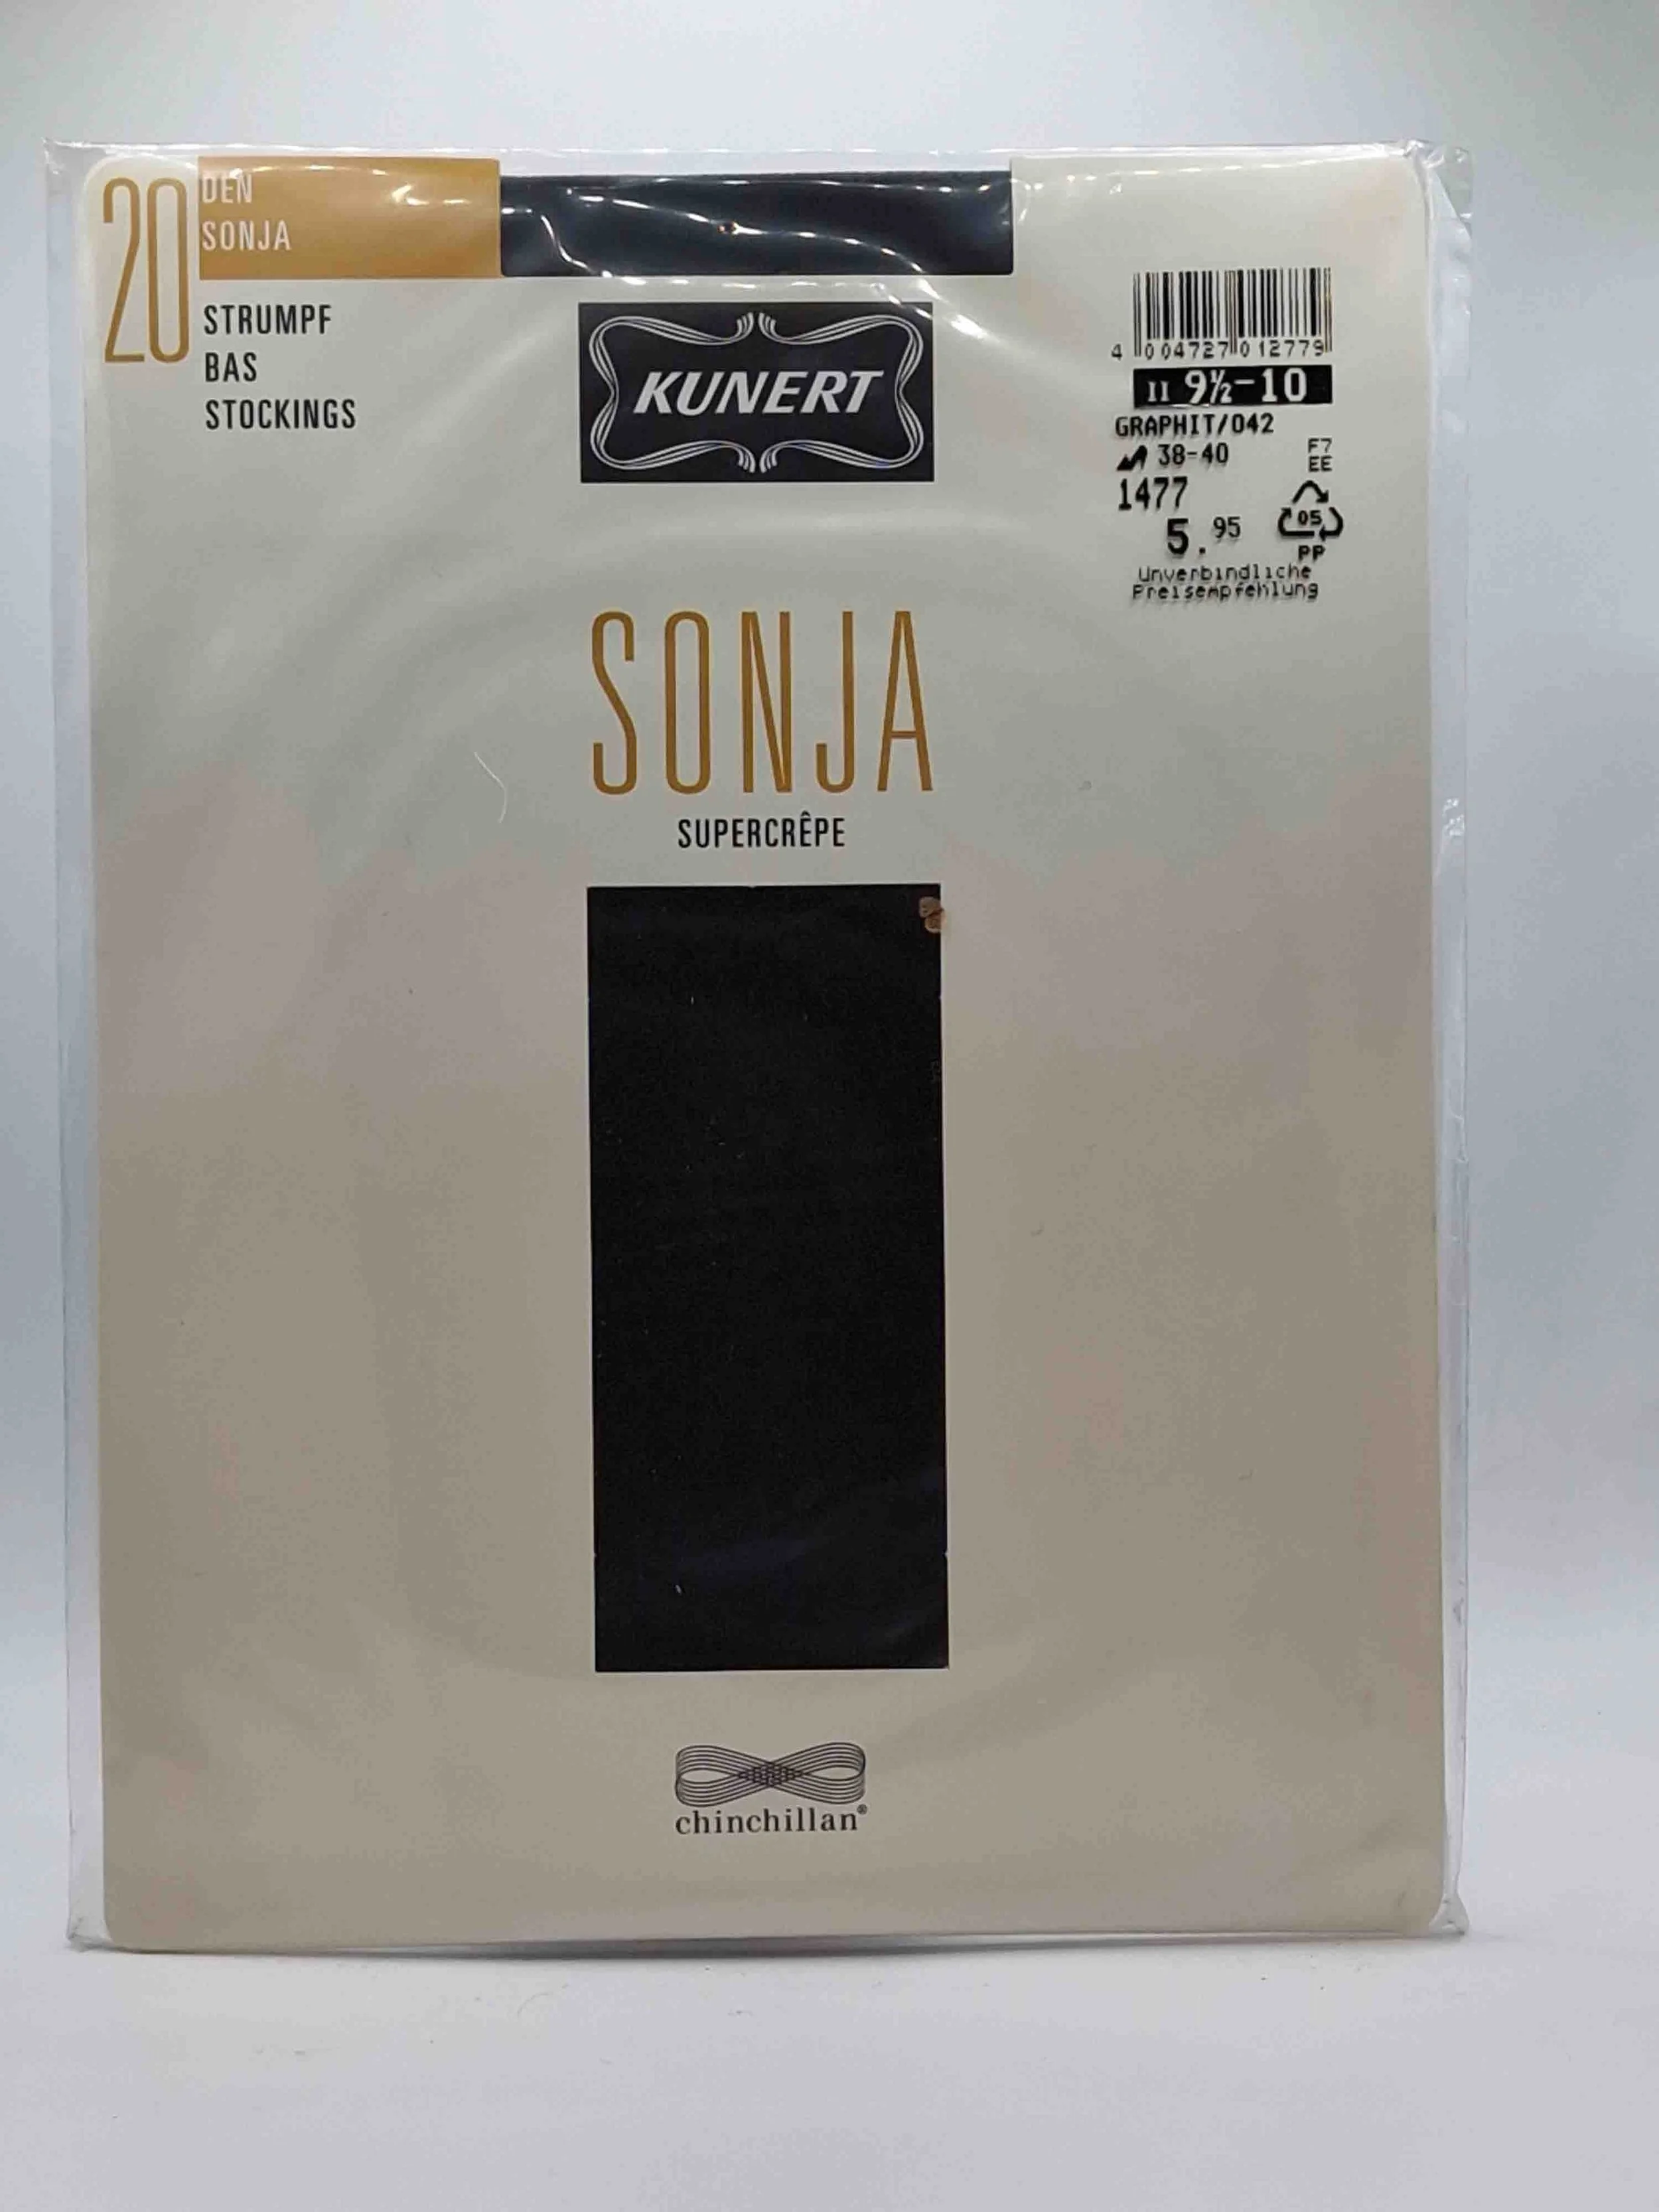 20
DEN
SONJA
STRUMPF
BAS
STOCKINGS
KUNERT
4 004727 012779
II 9½-10
GRAPHIT/042
38-40
F7
EE
1477
05
PP
5.95
Unverbindliche
Preisempfehlung
SONJA
SUPERCRÊPE
chinchillan®